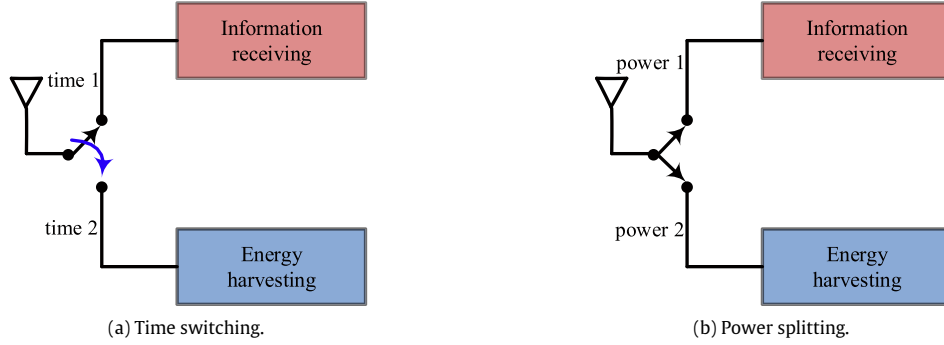 Information
receiving
time 1
time 2
Energy
harvesting
(a) Time switching.
Information
receiving
power 1
power 2
Energy
harvesting
(b) Power splitting.